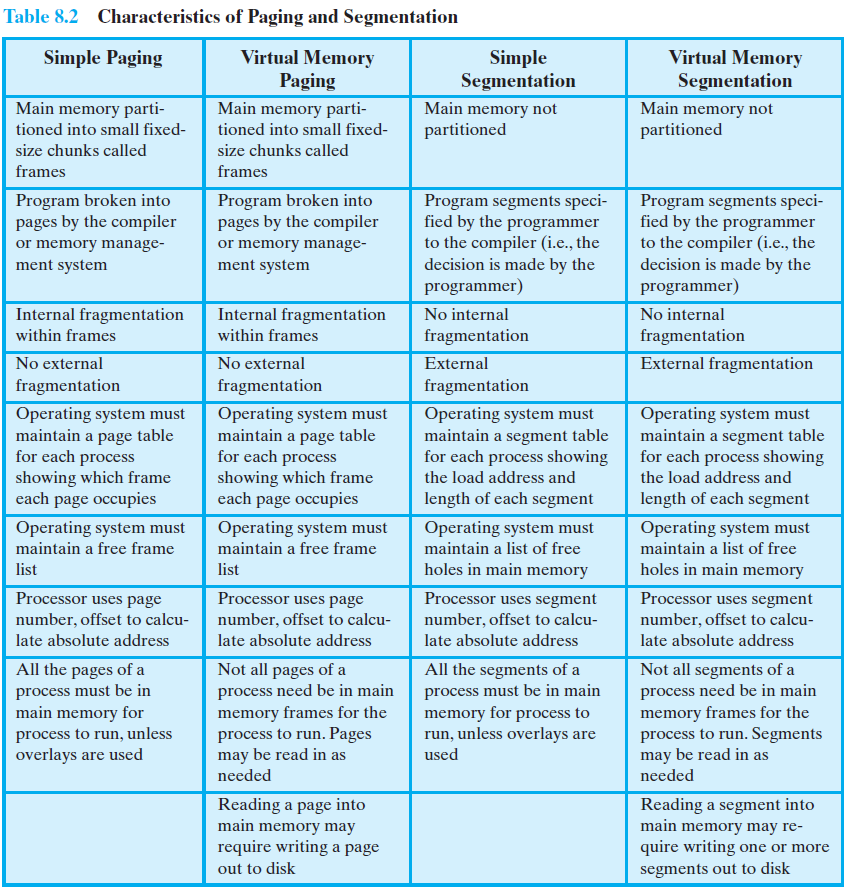 Table 8.2 Characteristics of Paging and Segmentation
Simple Paging
Virtual Memory
Paging
Simple
Segmentation
Virtual Memory
Segmentation
Main memory parti-
tioned into small fixed-
size chunks called
frames
Main memory parti-
tioned into small fixed-
size chunks called
frames
Main memory not
partitioned
Main memory not
partitioned
Program broken into
pages by the compiler
or memory manage-
ment system
Program broken into
pages by the compiler
or memory manage-
ment system
Program segments speci-
fied by the programmer
to the compiler (i.e., the
decision is made by the
programmer)
Program segments speci-
fied by the programmer
to the compiler (i.e., the
decision is made by the
programmer)
Internal fragmentation
within frames
Internal fragmentation
within frames
No internal
fragmentation
No internal
fragmentation
No external
fragmentation
No external
fragmentation
External
fragmentation
External fragmentation
Operating system must
maintain a page table
for each process
showing which frame
each page occupies
Operating system must
maintain a page table
for each process
showing which frame
each page occupies
Operating system must
maintain a segment table
for each process showing
the load address and
length of each segment
Operating system must
maintain a segment table
for each process showing
the load address and
length of each segment
Operating system must
maintain a free frame
list
Operating system must
maintain a free frame
list
Operating system must
maintain a list of free
holes in main memory
Operating system must
maintain a list of free
holes in main memory
Processor uses page
number, offset to calcu-
late absolute address
Processor uses page
number, offset to calcu-
late absolute address
Processor uses segment
number, offset to calcu-
late absolute address
Processor uses segment
number, offset to calcu-
late absolute address
All the pages of a
process must be in
main memory for
process to run, unless
overlays are used
Not all pages of a
process need be in main
memory frames for the
process to run. Pages
may be read in as
needed
All the segments of a
process must be in main
memory for process to
run, unless overlays are
used
Not all segments of a
process need be in main
memory frames for the
process to run. Segments
may be read in as
needed
Reading a page into
main memory may
require writing a page
out to disk
Reading a segment into
main memory may re-
quire writing one or more
segments out to disk